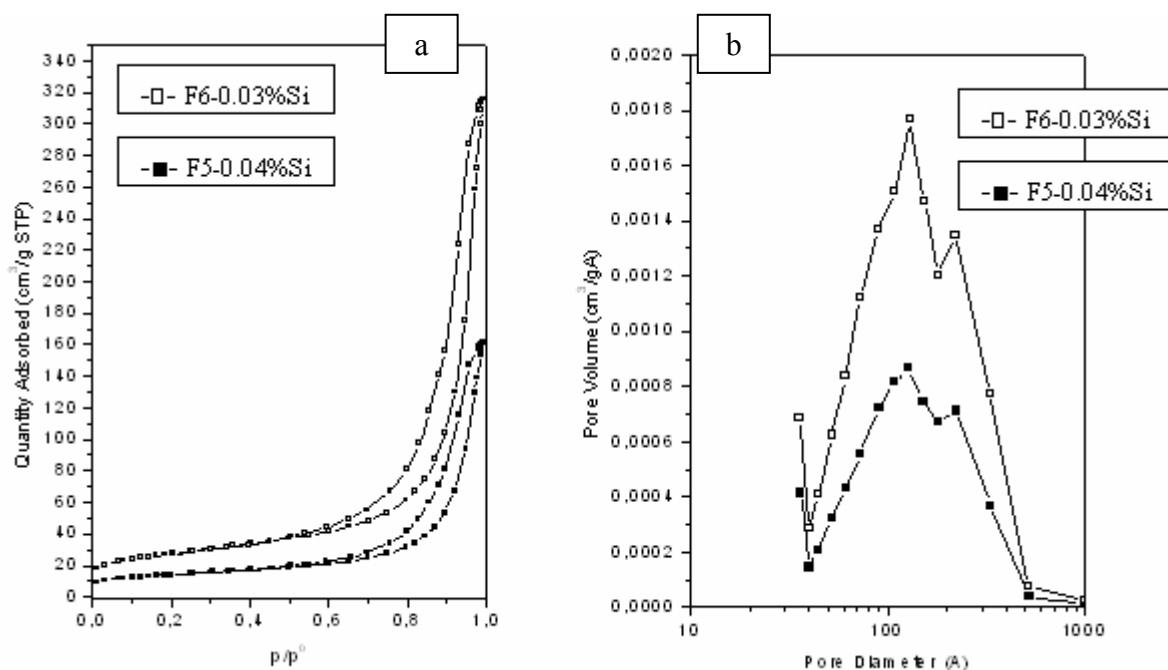 a
340
320
300
280
260
240
220
200
180
160
140
120
100
80
60
40
20
0
-□- F6-0.03%Si
-■- F5-0.04%Si
Quantity Adsorbed (cm³/g STP)
0,0 0,2 0,4 0,6 0,8 1,0
p/p⁰
b
0,0020
0,0018
0,0016
0,0014
0,0012
0,0010
0,0008
0,0006
0,0004
0,0002
0,0000
-□- F6-0.03%Si
-■- F5-0.04%Si
Pore Volume (cm³/gA)
10 100 1000
Pore Diameter (A)